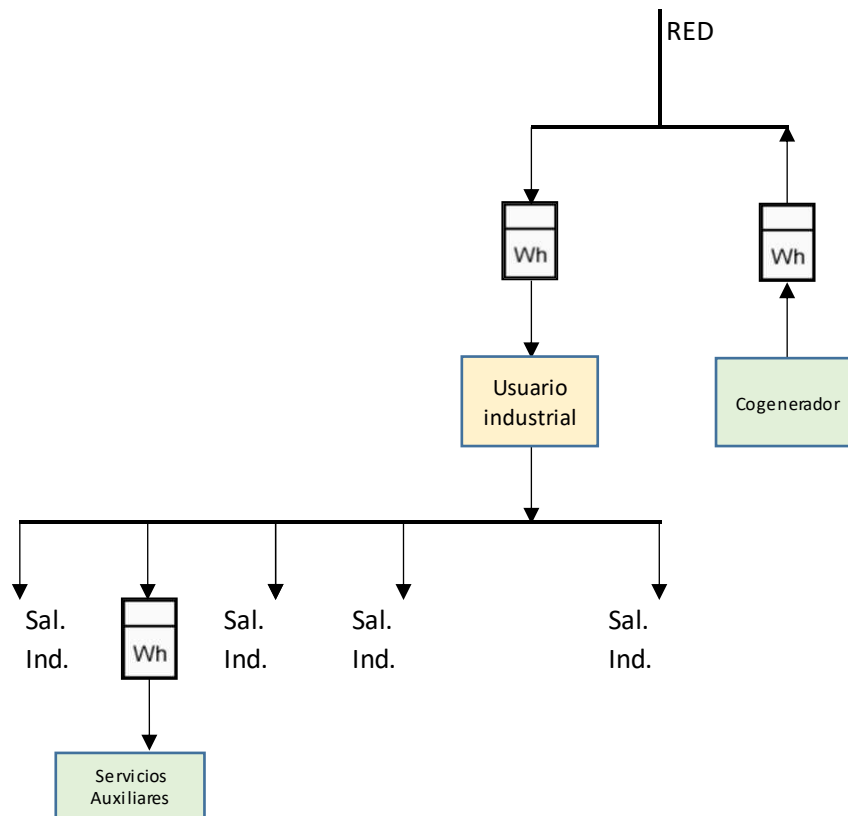 RED
Wh
Wh
Usuario
industrial
Cogenerador
Sal.
Ind.
Wh
Sal.
Ind.
Sal.
Ind.
Sal.
Ind.
Servicios
Auxiliares